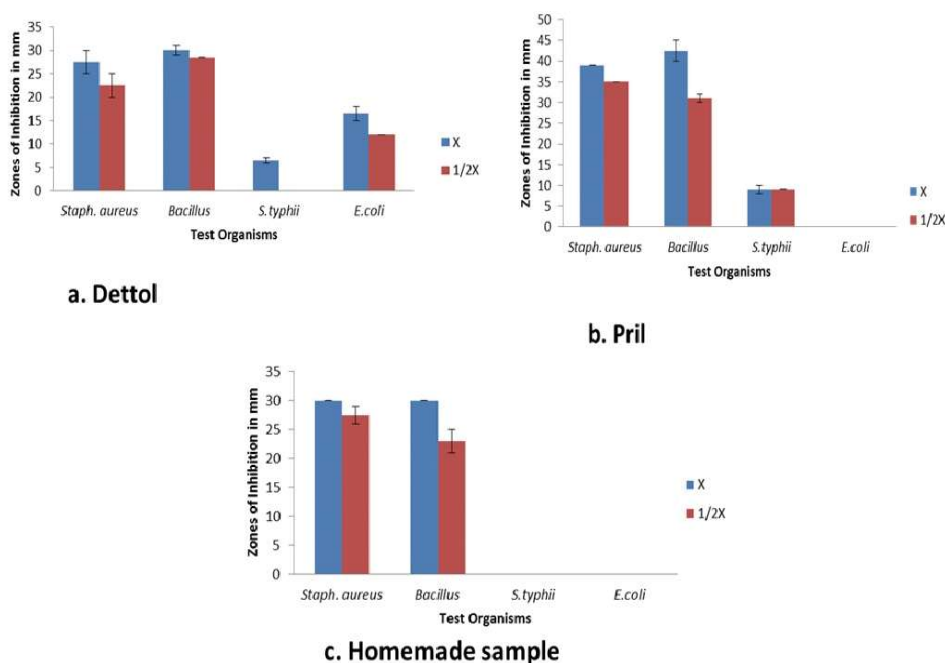 35
30
25
20
15
10
5
0
Zones of Inhibition in mm
Staph. aureus Bacillus S.typhii E.coli
Test Organisms
X
1/2X
a. Dettol
50
45
40
35
30
25
20
15
10
5
0
Zones of Inhibition in mm
Staph. aureus Bacillus S.typhii E.coli
Test Organisms
X
1/2X
b. Pril
35
30
25
20
15
10
5
0
Zones of Inhibition in mm
Staph. aureus Bacillus S.typhii E.coli
Test Organisms
X
1/2X
c. Homemade sample